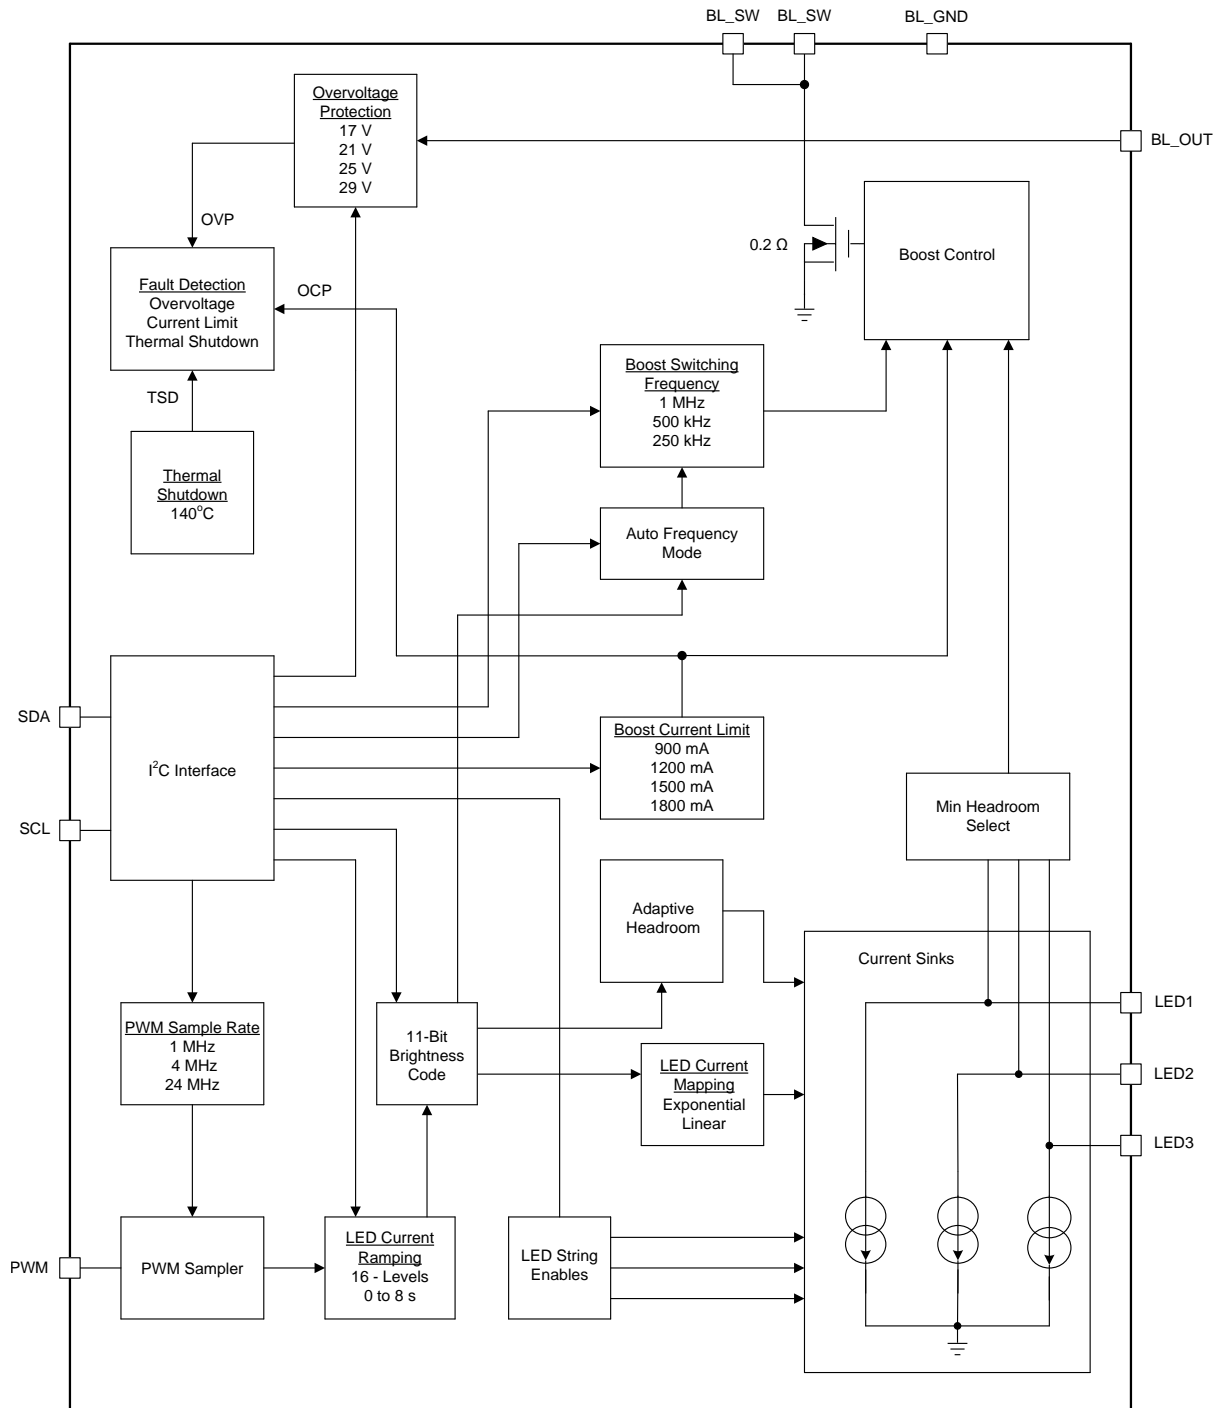 BL_SW
BL_SW
BL_GND
Overvoltage
Protection
17 V
21 V
25 V
29 V
BL_OUT
OVP
0.2 Ω
Boost Control
Fault Detection
Overvoltage
Current Limit
Thermal Shutdown
OCP
TSD
Boost Switching
Frequency
1 MHz
500 kHz
250 kHz
Thermal
Shutdown
140°C
Auto Frequency
Mode
SDA
I²C Interface
SCL
Boost Current Limit
900 mA
1200 mA
1500 mA
1800 mA
Min Headroom
Select
Adaptive
Headroom
Current Sinks
LED1
PWM Sample Rate
1 MHz
4 MHz
24 MHz
11-Bit
Brightness
Code
LED Current
Mapping
Exponential
Linear
LED2
LED3
PWM
PWM Sampler
LED Current
Ramping
16 - Levels
0 to 8 s
LED String
Enables